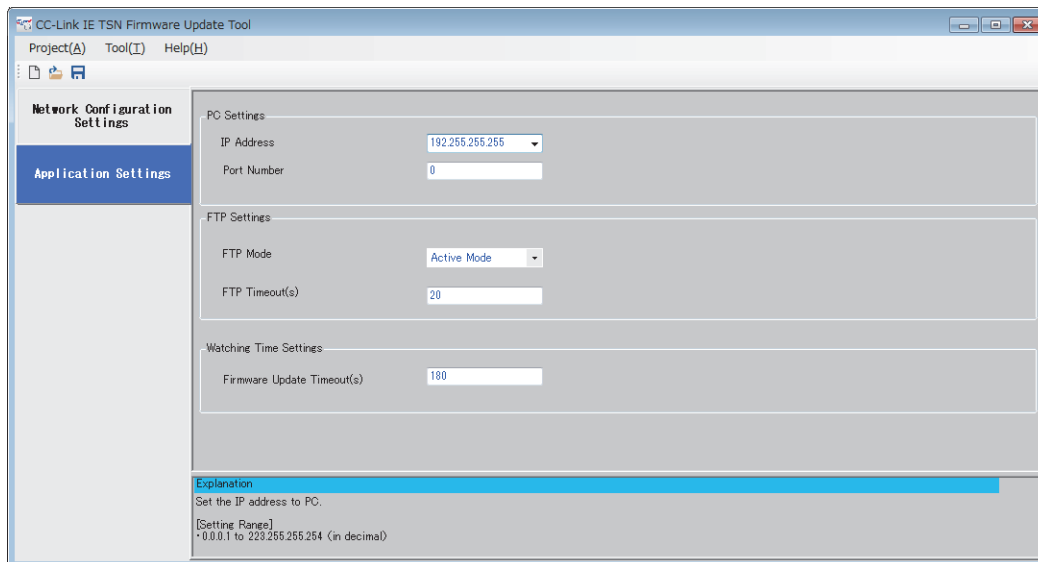 CC-Link IE TSN Firmware Update Tool
Project(A) Tool(T) Help(H)
Network Configuration
Settings
Application Settings
PC Settings
IP Address 192.255.255.255
Port Number 0
FTP Settings
FTP Mode Active Mode
FTP Timeout(s) 20
Watching Time Settings
Firmware Update Timeout(s) 180
Explanation
Set the IP address to PC.
[Setting Range]
・0.0.0.1 to 223.255.255.254 (in decimal)